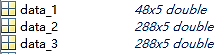 data_1 48x5 double
data_2 288x5 double
data_3 288x5 double